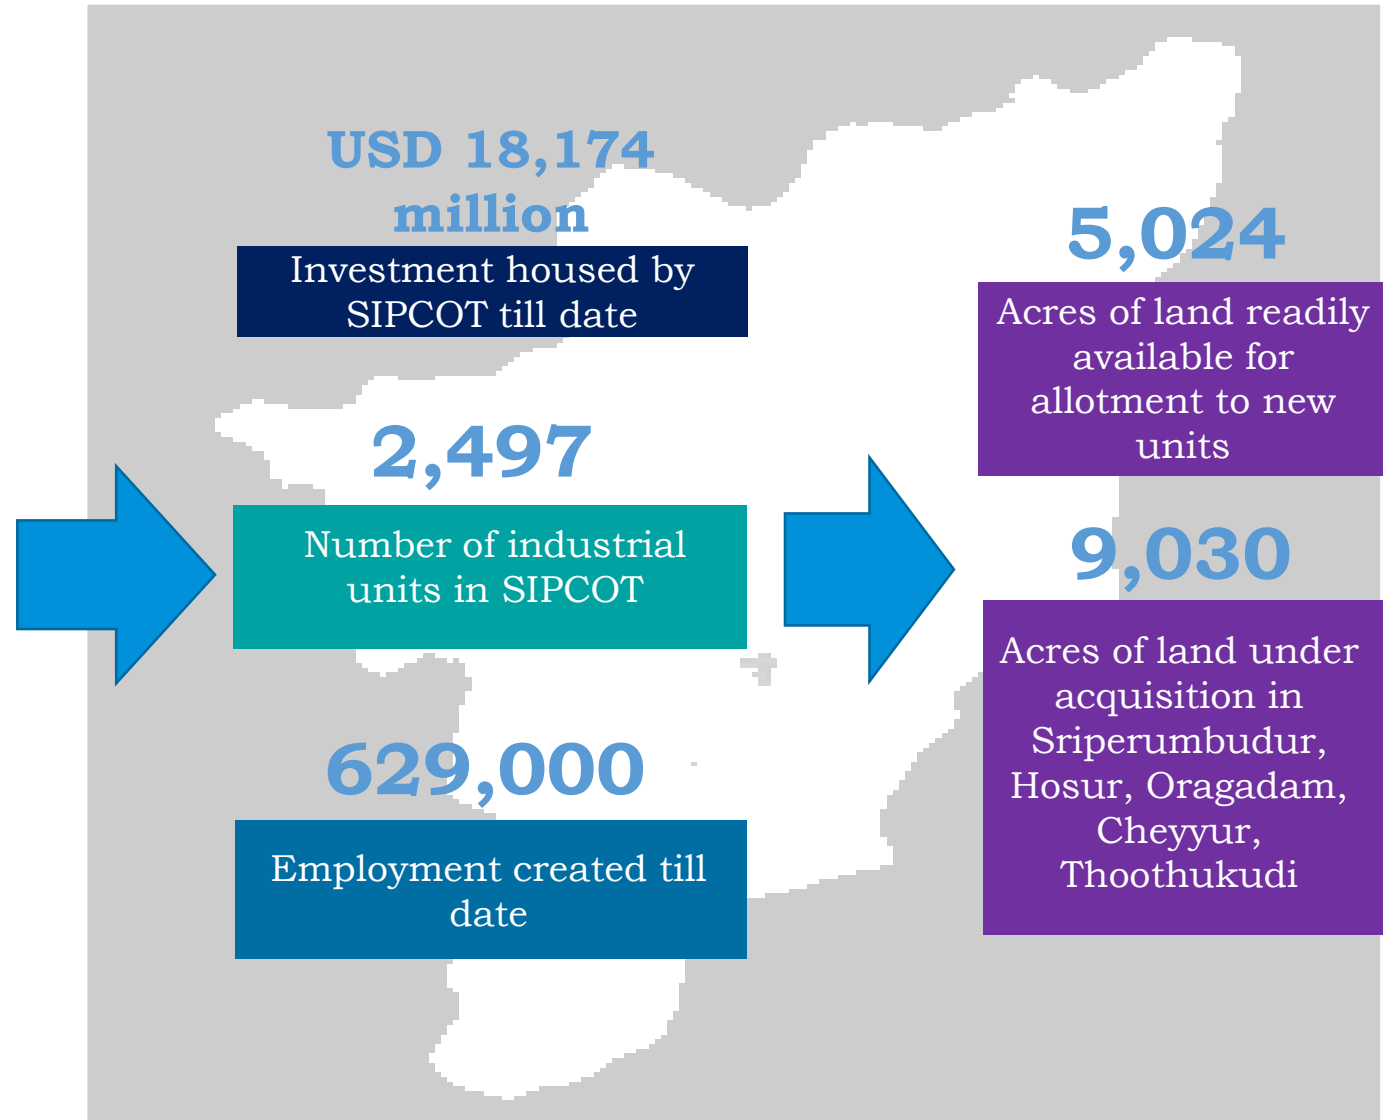 USD 18,174
million
Investment housed by
SIPCOT till date
2,497
Number of industrial
units in SIPCOT
629,000
Employment created till
date
5,024
Acres of land readily
available for
allotment to new
units
9,030
Acres of land under
acquisition in
Sriperumbudur,
Hosur, Oragadam,
Cheyyur,
Thoothukudi